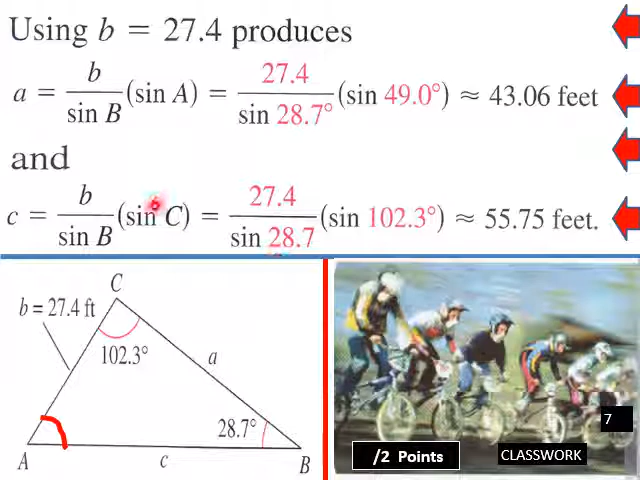 Using b = 27.4 produces
a = b/sin B (sin A) = 27.4/sin 28.7° (sin 49.0°) ≈ 43.06 feet
and
c = b/sin B (sin C) = 27.4/sin 28.7 (sin 102.3°) ≈ 55.75 feet.
C
b = 27.4 ft
102.3°
a
28.7°
A
c
B
7
/2 Points
CLASSWORK